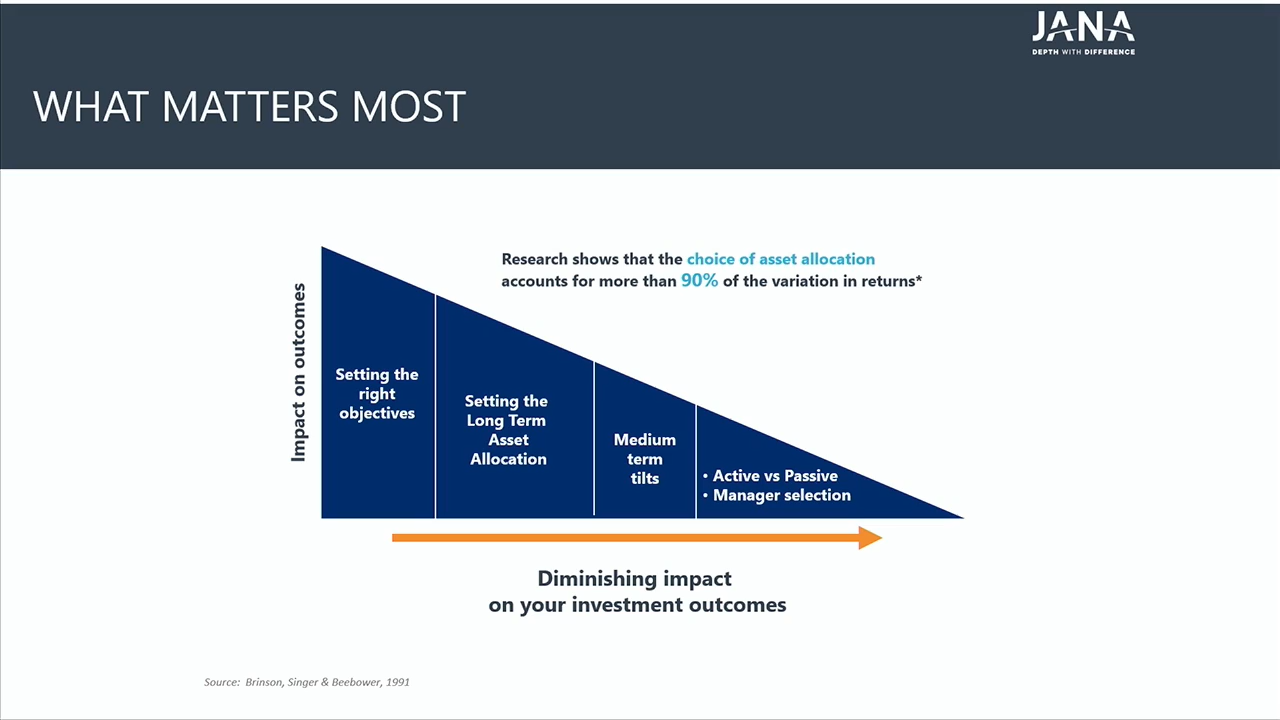 JANA
DEPTH WITH DIFFERENCE
WHAT MATTERS MOST
Research shows that the choice of asset allocation
accounts for more than 90% of the variation in returns*
Impact on outcomes
Setting the
right
objectives
Setting the
Long Term
Asset
Allocation
Medium
term
tilts
• Active vs Passive
• Manager selection
Diminishing impact
on your investment outcomes
Source: Brinson, Singer & Beebower, 1991